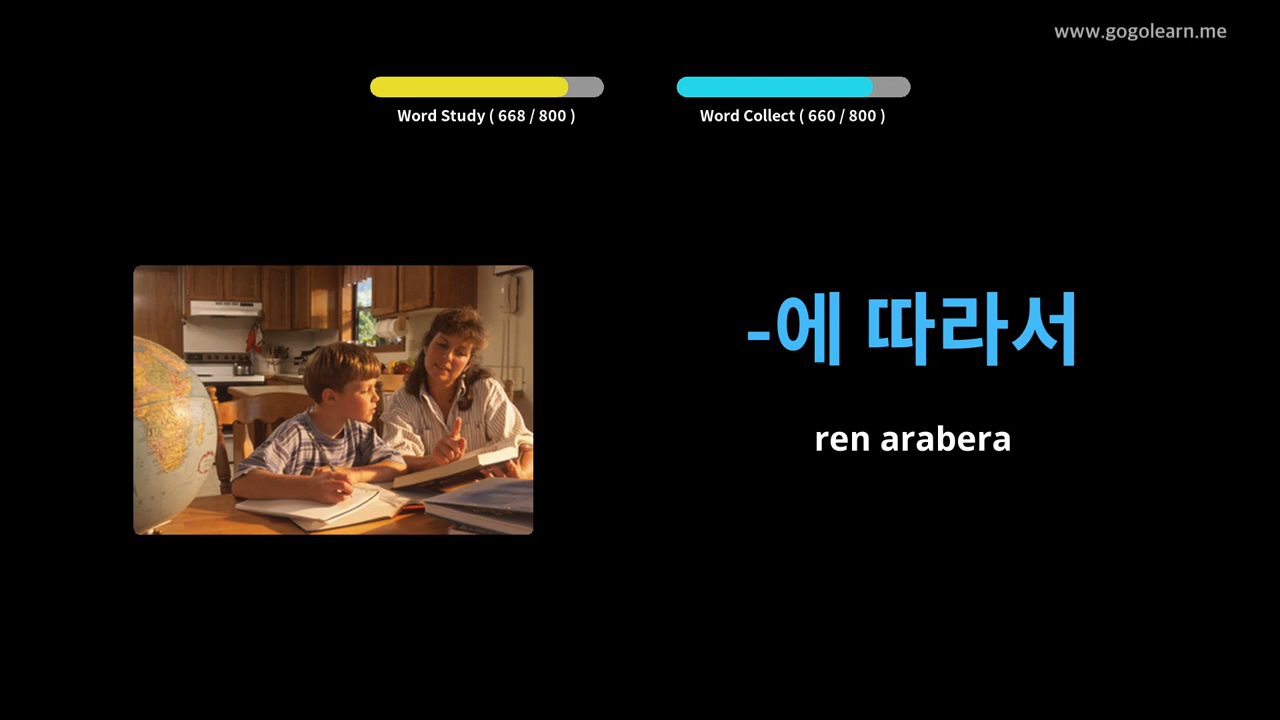 www.gogolearn.me
Word Study ( 668 / 800 )
Word Collect ( 660 / 800 )
-에 따라서
ren arabera